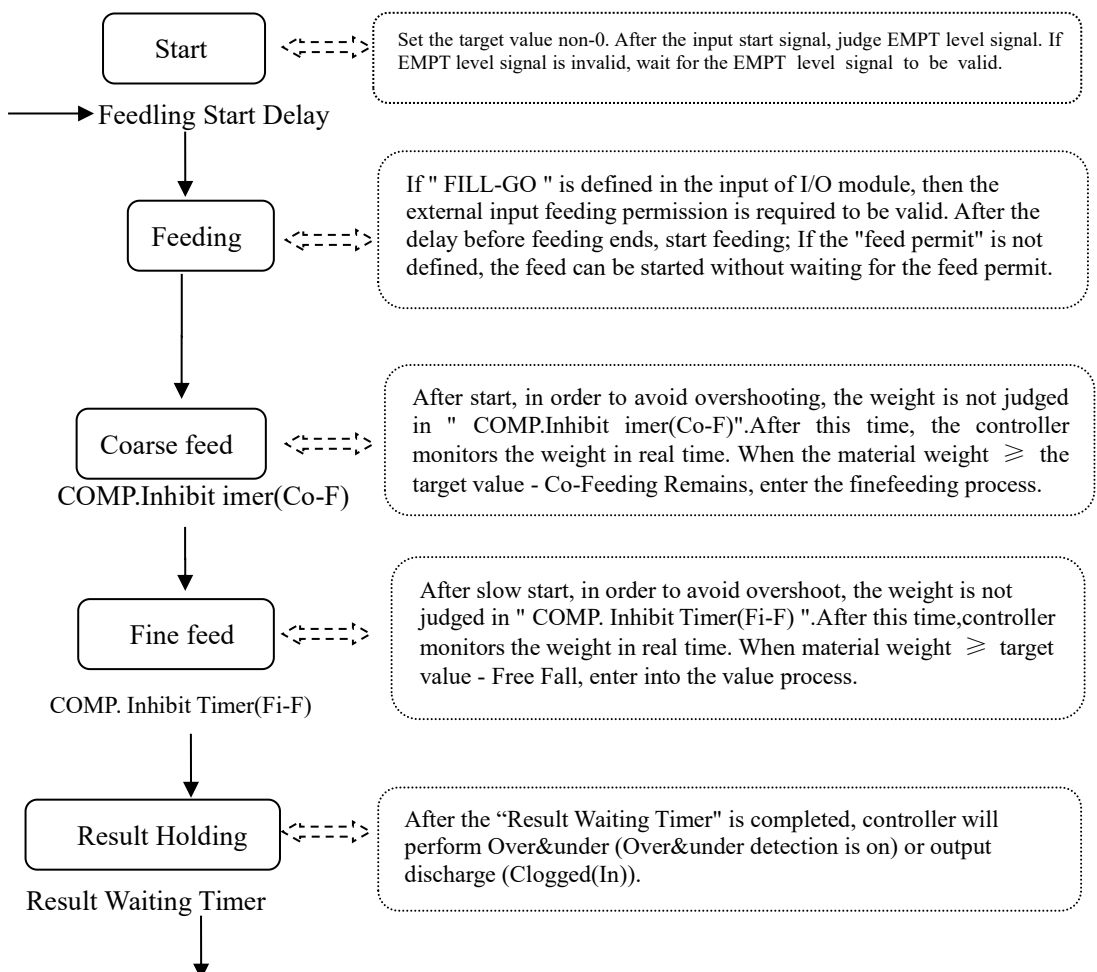 Start
Set the target value non-0. After the input start signal, judge EMPT level signal. If
EMPT level signal is invalid, wait for the EMPT level signal to be valid.
Feedling Start Delay
Feeding
If " FILL-GO " is defined in the input of I/O module, then the
external input feeding permission is required to be valid. After the
delay before feeding ends, start feeding; If the "feed permit" is not
defined, the feed can be started without waiting for the feed permit.
Coarse feed
COMP.Inhibit imer(Co-F)
After start, in order to avoid overshooting, the weight is not judged
in " COMP.Inhibit imer(Co-F)".After this time, the controller
monitors the weight in real time. When the material weight ≥ the
target value - Co-Feeding Remains, enter the finefeeding process.
Fine feed
COMP. Inhibit Timer(Fi-F)
After slow start, in order to avoid overshoot, the weight is not
judged in " COMP. Inhibit Timer(Fi-F) ".After this time,controller
monitors the weight in real time. When material weight ≥ target
value - Free Fall, enter into the value process.
Result Holding
Result Waiting Timer
After the “Result Waiting Timer" is completed, controller will
perform Over&under (Over&under detection is on) or output
discharge (Clogged(In)).